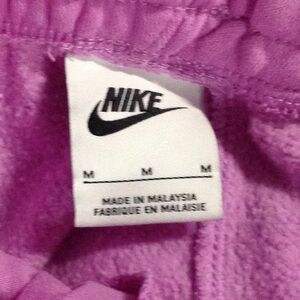 NIKE
M M M
MADE IN MALAYSIA
FABRIQUE EN MALAISIE